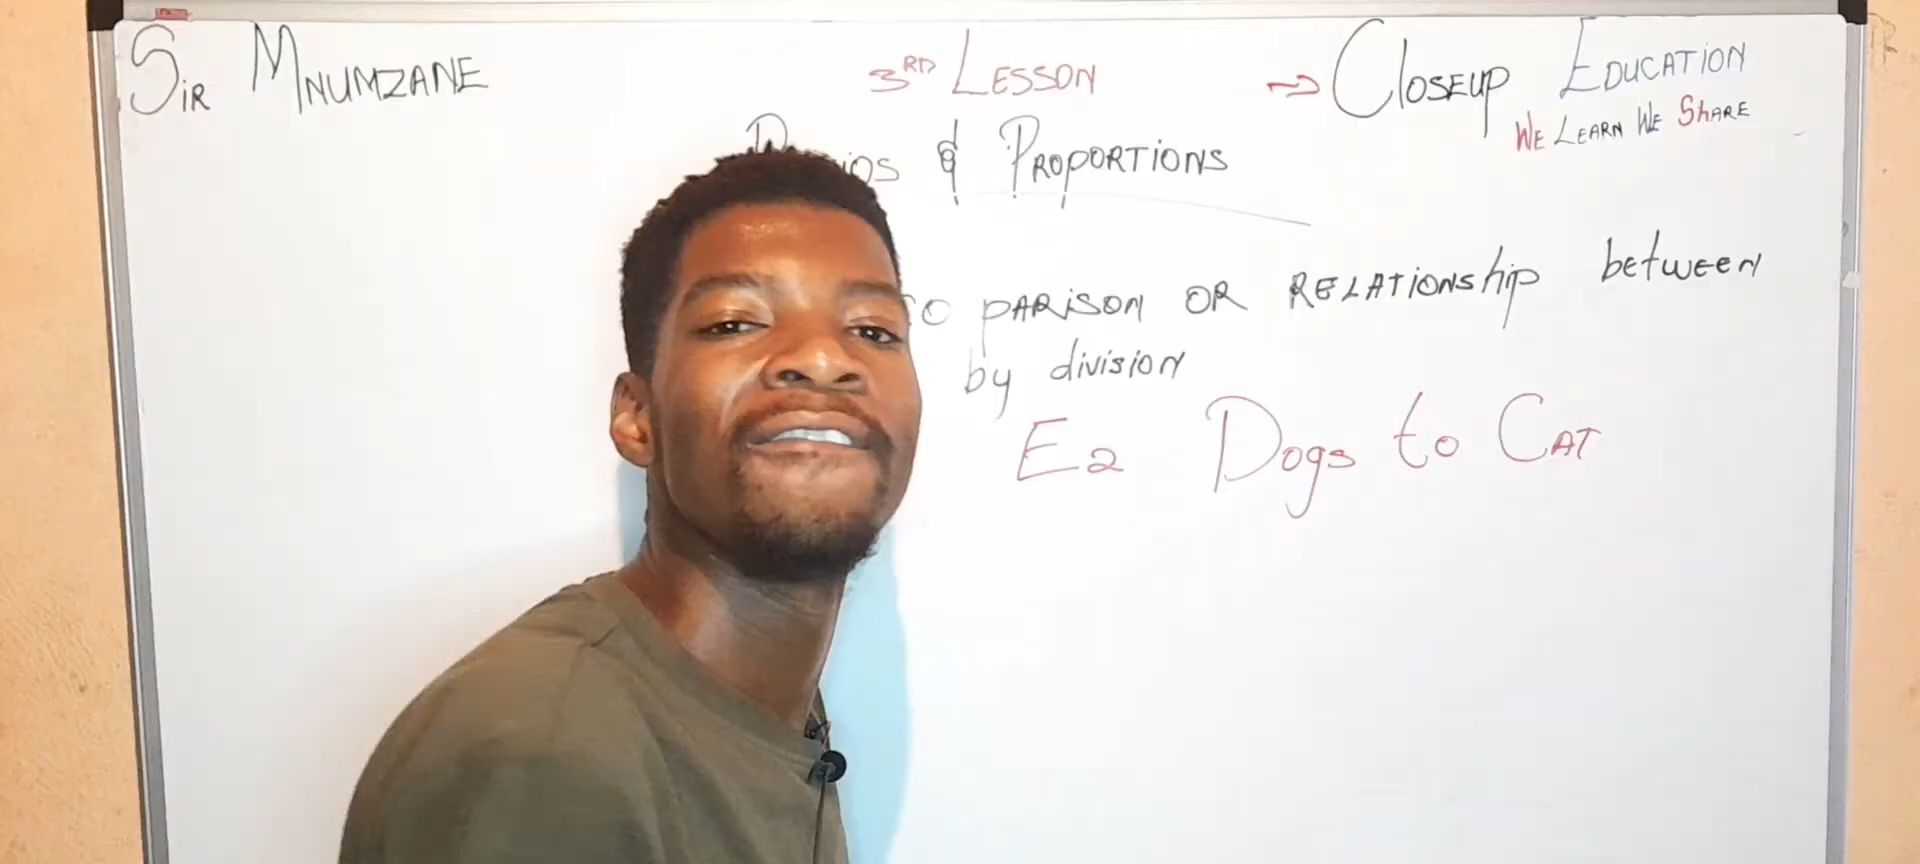 Sir Mnumzane
3RD Lesson
→ Closeup Education
We Learn We Share
& Proportions
parison or relationship between
by division
E2 Dogs to Cat